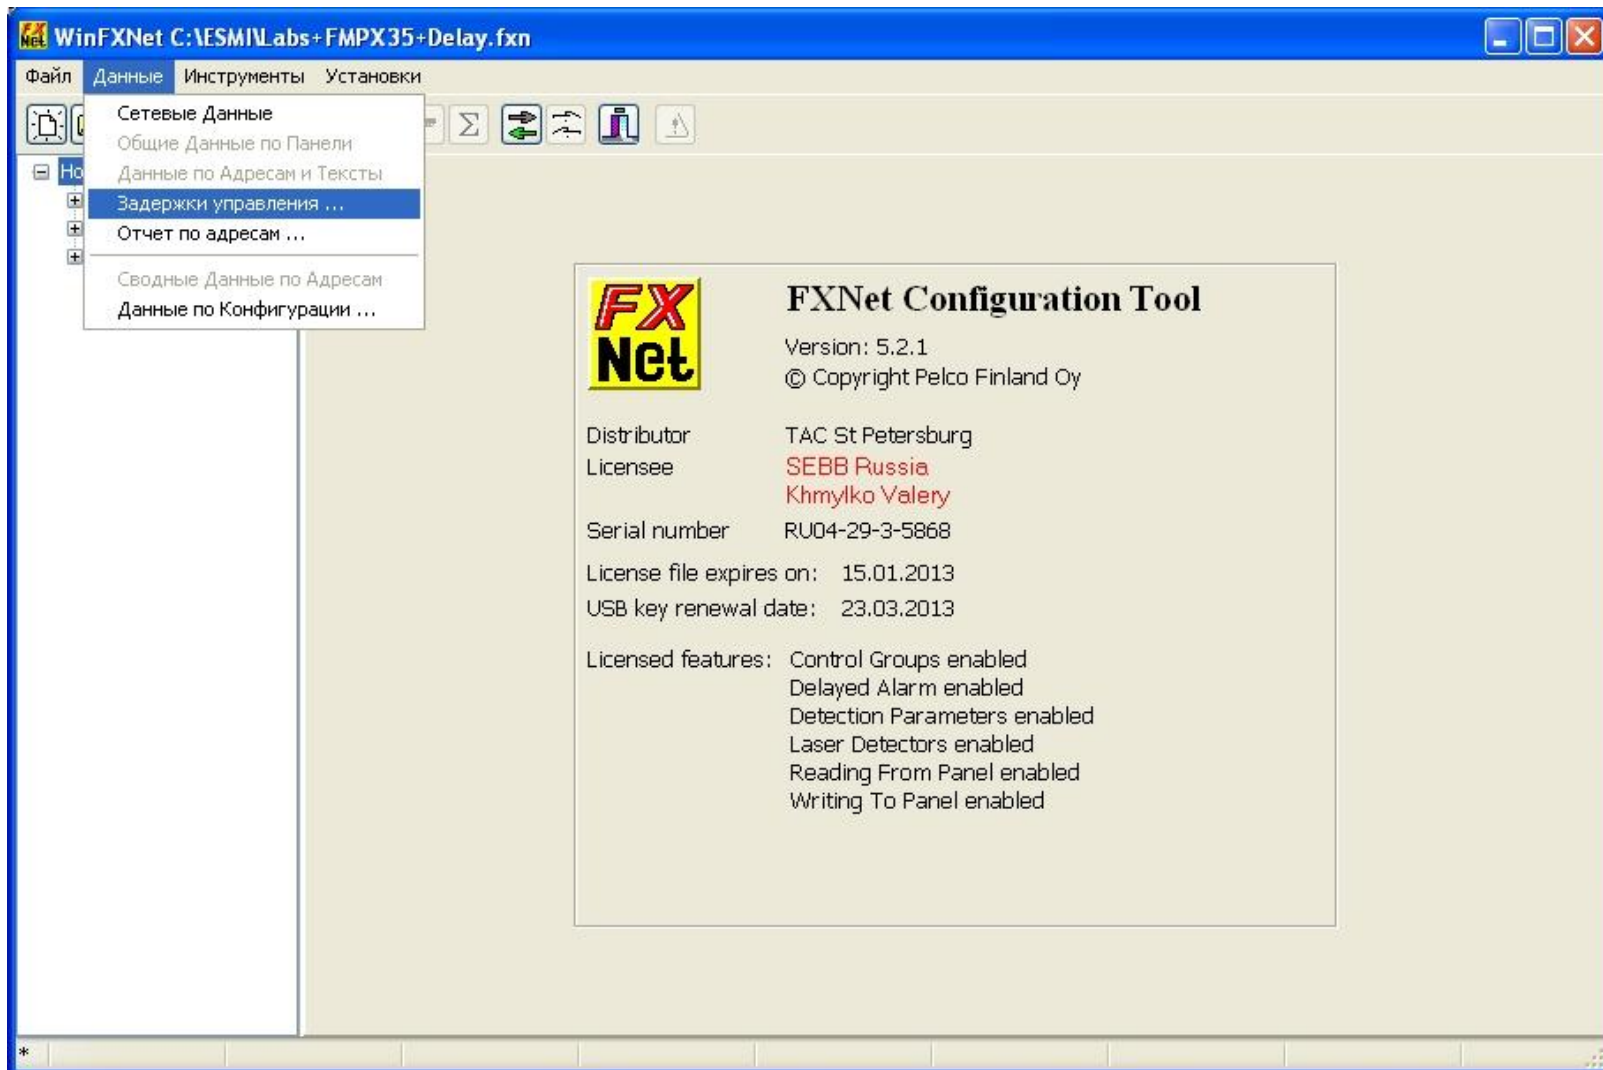 WinFXNet C:\ESMI\Labs+FMPX35+Delay.fxn
Файл Данные Инструменты Установки
Сетевые Данные
Общие Данные по Панели
Данные по Адресам и Тексты
Но
Задержки управления ...
Отчет по адресам ...
Сводные Данные по Адресам
Данные по Конфигурации ...
FX
Net
FXNet Configuration Tool
Version: 5.2.1
© Copyright Pelco Finland Oy
Distributor TAC St Petersburg
Licensee SEBB Russia
Khmylko Valery
Serial number RU04-29-3-5868
License file expires on: 15.01.2013
USB key renewal date: 23.03.2013
Licensed features: Control Groups enabled
Delayed Alarm enabled
Detection Parameters enabled
Laser Detectors enabled
Reading From Panel enabled
Writing To Panel enabled
*